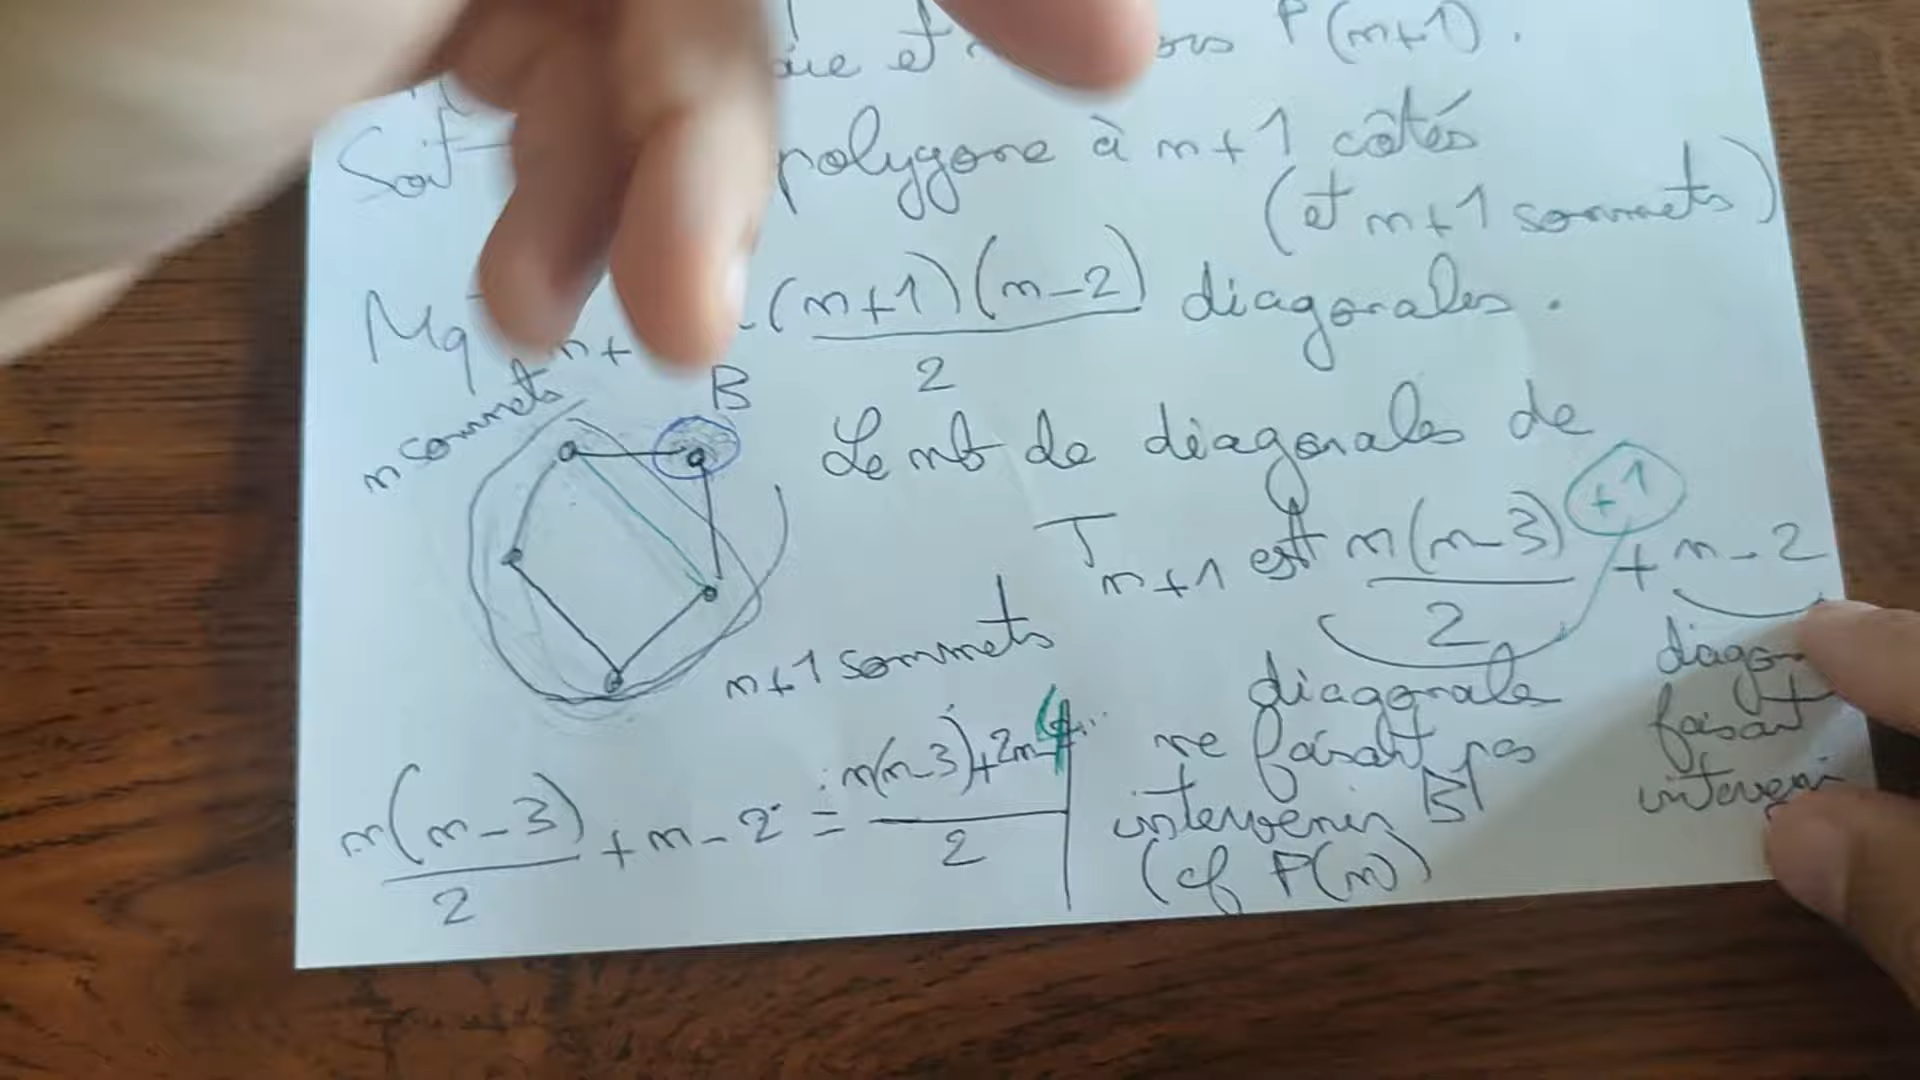 et P(n+1).
Soit polygone à n+1 côtés
(et n+1 sommets)
Mq (n+1)(n-2)/2 diagonales.
n sommets
B
Le nb de diagonales de
T_{n+1} est n(n-3)/2 +1 + n-2
n+1 sommets
diagonale
ne faisant pas
intervenir B
(cf P(n))
faisant
n(n-3)/2 + n-2 = (n(n-3)+2n-4)/2